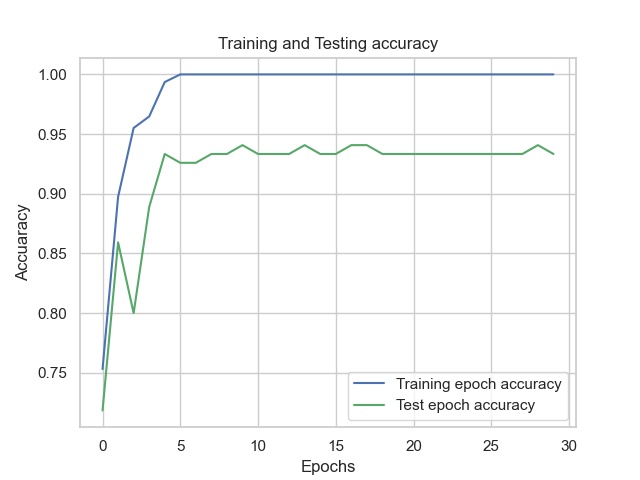 Training and Testing accuracy
1.00
0.95
0.90
0.85
0.80
0.75
Accuaracy
0 5 10 15 20 25 30
Epochs
Training epoch accuracy
Test epoch accuracy